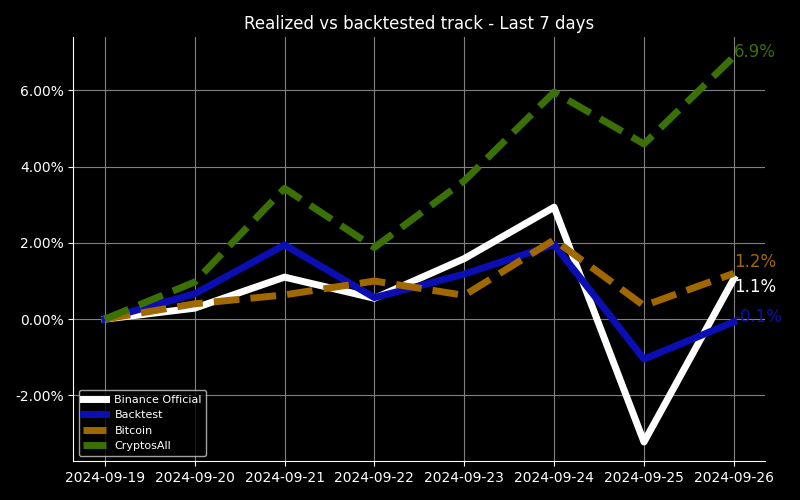 Realized vs backtested track - Last 7 days
6.9%
6.00%
4.00%
2.00%
1.2%
1.1%
0.00%
-0.1%
-2.00%
Binance Official
Backtest
Bitcoin
CryptosAll
2024-09-19 2024-09-20 2024-09-21 2024-09-22 2024-09-23 2024-09-24 2024-09-25 2024-09-26